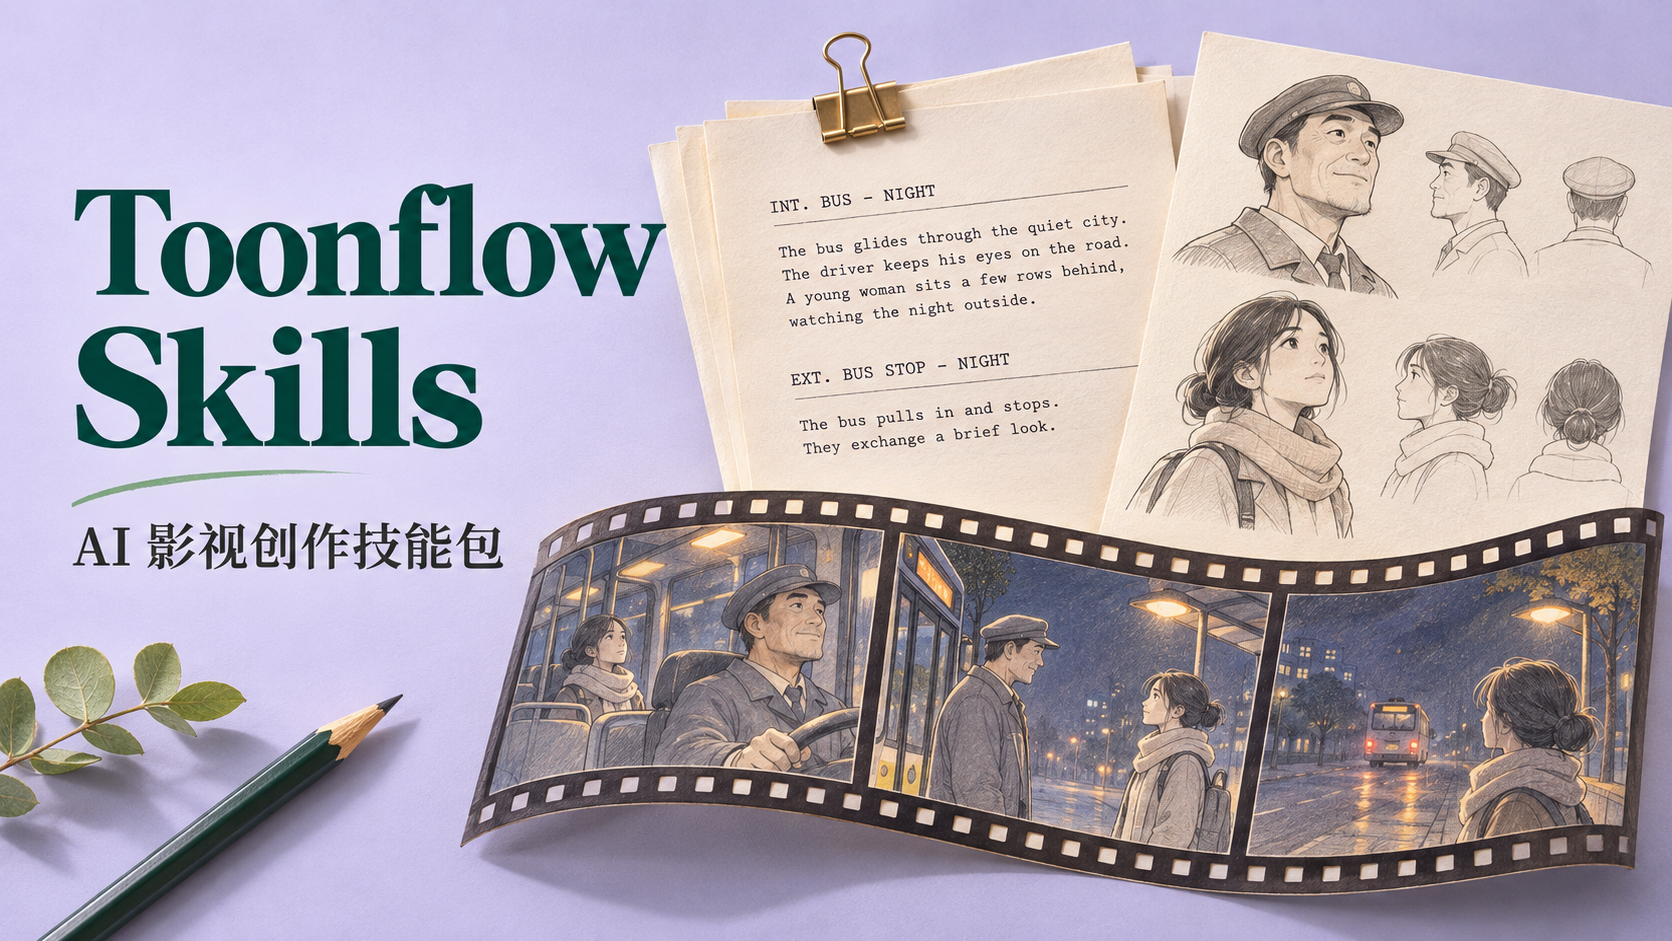 Toonflow
Skills
AI 影视创作技能包
INT. BUS – NIGHT
The bus glides through the quiet city.
The driver keeps his eyes on the road.
A young woman sits a few rows behind,
watching the night outside.
EXT. BUS STOP – NIGHT
The bus pulls in and stops.
They exchange a brief look.